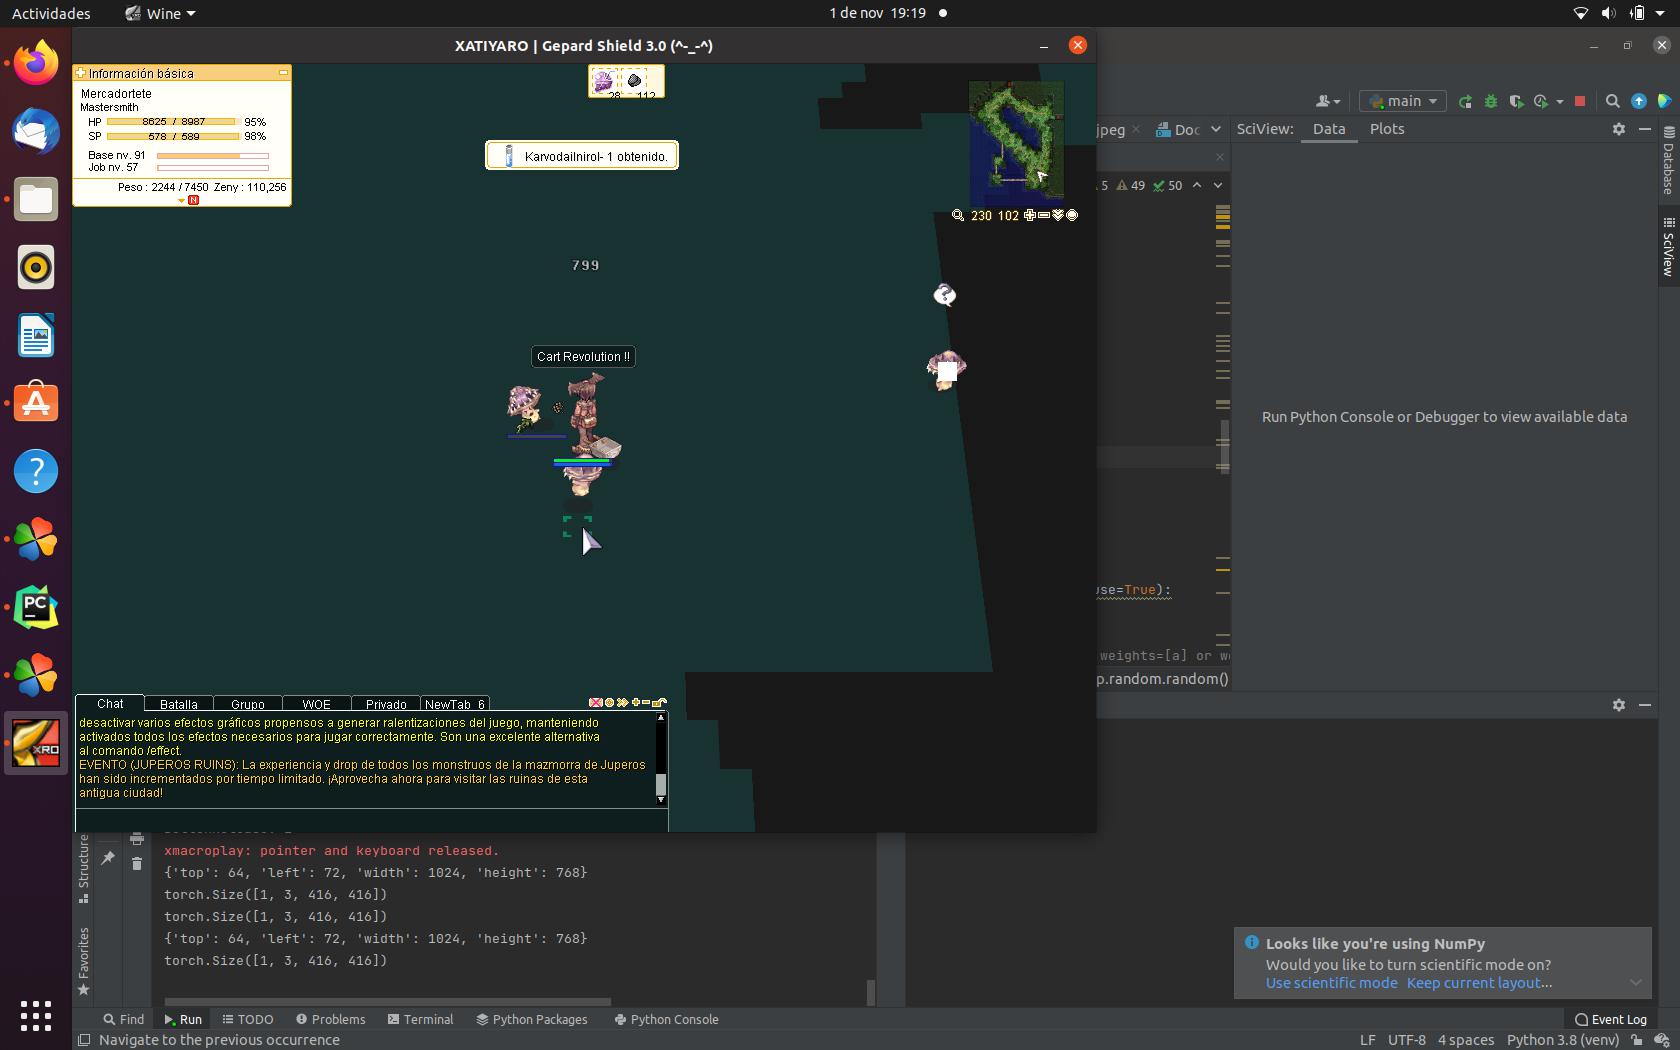 Actividades
Wine
1 de nov 19:19
XATIYARO | Gepard Shield 3.0 (^-_-^)
Información básica
Mercadortete
Mastersmith
HP 8625 / 8987 95%
SP 578 / 589 98%
Base nv. 91
Job nv. 57
Peso : 2244 / 7450 Zeny : 110,256
N
28 112
Karvodailnirol- 1 obtenido.
230 102
799
?
Cart Revolution !!
Chat Batalla Grupo WOE Privado NewTab_6
desactivar varios efectos gráficos propensos a generar ralentizaciones del juego, manteniendo
activados todos los efectos necesarios para jugar correctamente. Son una excelente alternativa
al comando /effect.
EVENTO (JUPEROS RUINS): La experiencia y drop de todos los monstruos de la mazmorra de Juperos
han sido incrementados por tiempo limitado. ¡Aprovecha ahora para visitar las ruinas de esta
antigua ciudad!
main
jpeg
Doc
SciView: Data Plots
5 49 50
Database
SciView
Run Python Console or Debugger to view available data
use=True):
weights=[a] or w
p.random.random()
xmacroplay: pointer and keyboard released.
{'top': 64, 'left': 72, 'width': 1024, 'height': 768}
torch.Size([1, 3, 416, 416])
torch.Size([1, 3, 416, 416])
{'top': 64, 'left': 72, 'width': 1024, 'height': 768}
torch.Size([1, 3, 416, 416])
Structure
Favorites
Looks like you're using NumPy
Would you like to turn scientific mode on?
Use scientific mode Keep current layout...
Find Run TODO Problems Terminal Python Packages Python Console
Event Log
Navigate to the previous occurrence
LF UTF-8 4 spaces Python 3.8 (venv)
PC
XRO
?